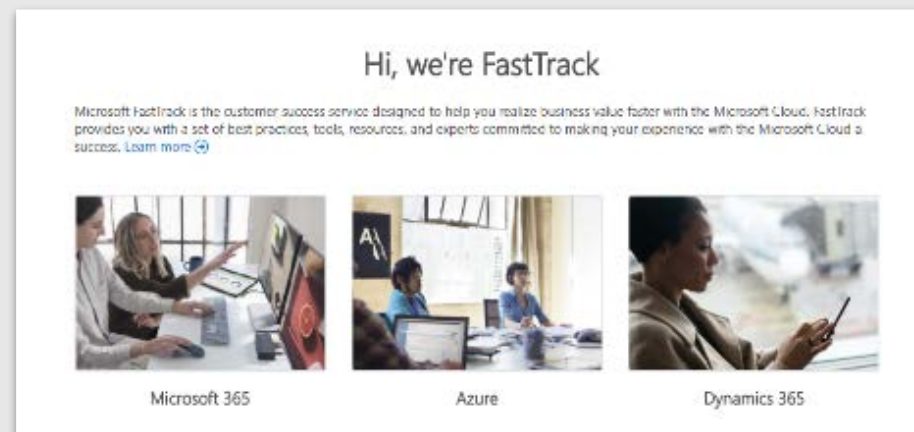 Hi, we're FastTrack
Microsoft FastTrack is the customer success service designed to help you realize business value faster with the Microsoft Cloud. FastTrack
provides you with a set of best practices, tools, resources, and experts committed to making your experience with the Microsoft Cloud a
success. Learn more
Microsoft 365
Azure
Dynamics 365